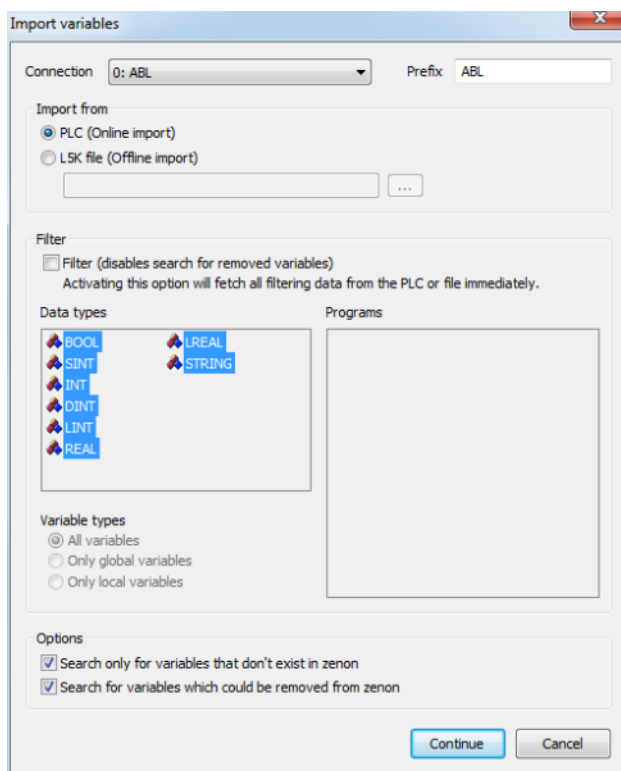 Import variables
Connection 0: ABL Prefix ABL
Import from
PLC (Online import)
L5K file (Offline import)
...
Filter
Filter (disables search for removed variables)
Activating this option will fetch all filtering data from the PLC or file immediately.
Data types Programs
BOOL LREAL
SINT STRING
INT
DINT
LINT
REAL
Variable types
All variables
Only global variables
Only local variables
Options
Search only for variables that don't exist in zenon
Search for variables which could be removed from zenon
Continue Cancel